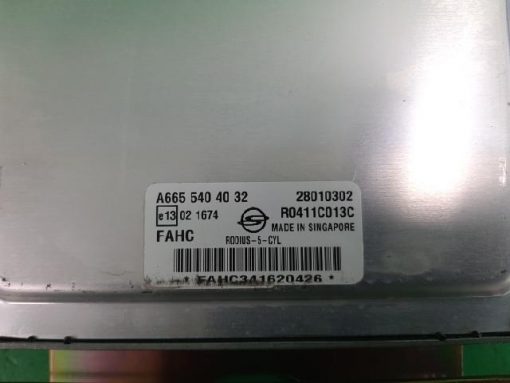 A665 540 40 32 28010302
e13 02 1674 R0411C013C
MADE IN SINGAPORE
FAHC RODIUS-5-CYL
* FAHC341620426 *